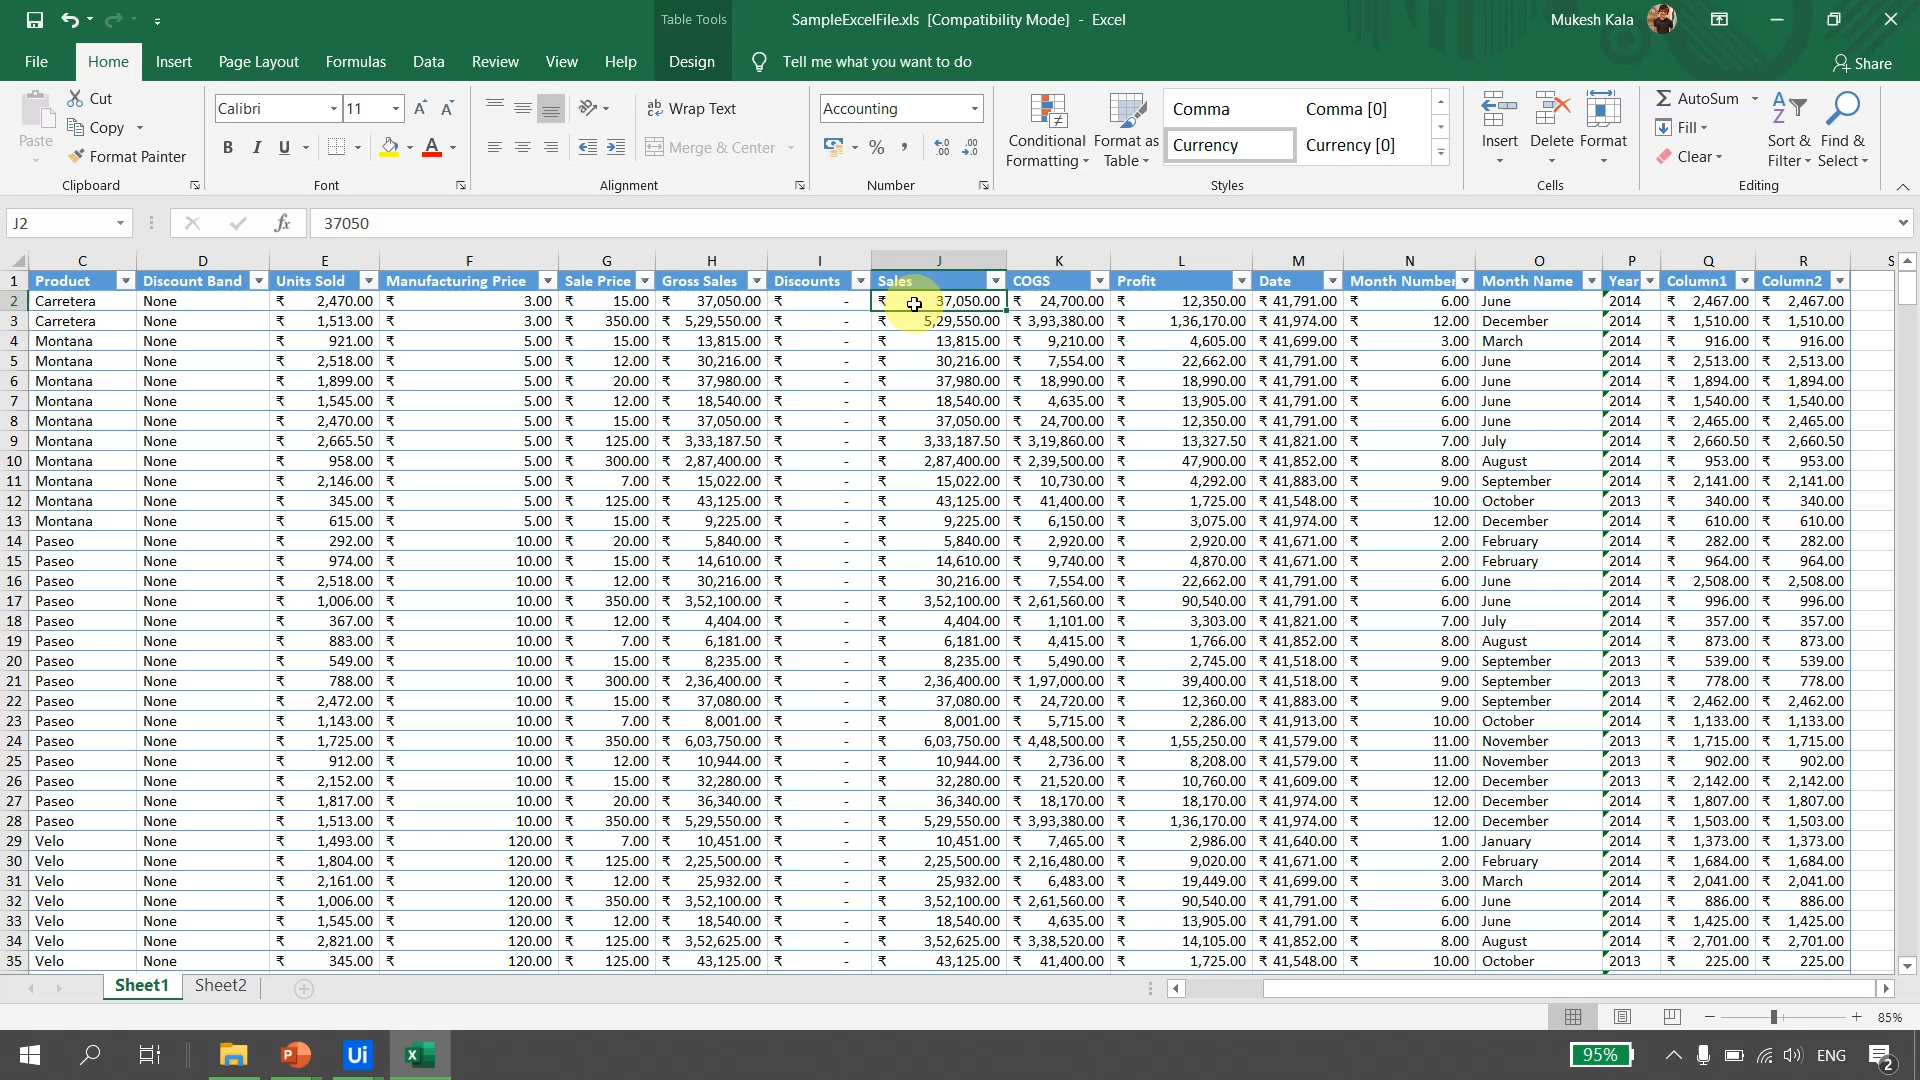 Table Tools
SampleExcelFile.xls [Compatibility Mode] - Excel
Mukesh Kala
File Home Insert Page Layout Formulas Data Review View Help Design Tell me what you want to do Share
Paste Cut Copy Format Painter
Calibri 11 Wrap Text Merge & Center
B I U A
Accounting % ,
Conditional Formatting Format as Table
Comma Comma [0]
Currency Currency [0]
Insert Delete Format
AutoSum Fill Clear
Sort & Filter Find & Select
Clipboard Font Alignment Number Styles Cells Editing
J2 fx 37050
C D E F G H I J K L M N O P Q R S
1 Product Discount Band Units Sold Manufacturing Price Sale Price Gross Sales Discounts Sales COGS Profit Date Month Number Month Name Year Column1 Column2
2 Carretera None ₹ 2,470.00 ₹ 3.00 ₹ 15.00 ₹ 37,050.00 ₹ - ₹ 37,050.00 ₹ 24,700.00 ₹ 12,350.00 ₹ 41,791.00 ₹ 6.00 June 2014 ₹ 2,467.00 ₹ 2,467.00
3 Carretera None ₹ 1,513.00 ₹ 3.00 ₹ 350.00 ₹ 5,29,550.00 ₹ - ₹ 5,29,550.00 ₹ 3,93,380.00 ₹ 1,36,170.00 ₹ 41,974.00 ₹ 12.00 December 2014 ₹ 1,510.00 ₹ 1,510.00
4 Montana None ₹ 921.00 ₹ 5.00 ₹ 15.00 ₹ 13,815.00 ₹ - ₹ 13,815.00 ₹ 9,210.00 ₹ 4,605.00 ₹ 41,699.00 ₹ 3.00 March 2014 ₹ 916.00 ₹ 916.00
5 Montana None ₹ 2,518.00 ₹ 5.00 ₹ 12.00 ₹ 30,216.00 ₹ - ₹ 30,216.00 ₹ 7,554.00 ₹ 22,662.00 ₹ 41,791.00 ₹ 6.00 June 2014 ₹ 2,513.00 ₹ 2,513.00
6 Montana None ₹ 1,899.00 ₹ 5.00 ₹ 20.00 ₹ 37,980.00 ₹ - ₹ 37,980.00 ₹ 18,990.00 ₹ 18,990.00 ₹ 41,791.00 ₹ 6.00 June 2014 ₹ 1,894.00 ₹ 1,894.00
7 Montana None ₹ 1,545.00 ₹ 5.00 ₹ 12.00 ₹ 18,540.00 ₹ - ₹ 18,540.00 ₹ 4,635.00 ₹ 13,905.00 ₹ 41,791.00 ₹ 6.00 June 2014 ₹ 1,540.00 ₹ 1,540.00
8 Montana None ₹ 2,470.00 ₹ 5.00 ₹ 15.00 ₹ 37,050.00 ₹ - ₹ 37,050.00 ₹ 24,700.00 ₹ 12,350.00 ₹ 41,791.00 ₹ 6.00 June 2014 ₹ 2,465.00 ₹ 2,465.00
9 Montana None ₹ 2,665.50 ₹ 5.00 ₹ 125.00 ₹ 3,33,187.50 ₹ - ₹ 3,33,187.50 ₹ 3,19,860.00 ₹ 13,327.50 ₹ 41,821.00 ₹ 7.00 July 2014 ₹ 2,660.50 ₹ 2,660.50
10 Montana None ₹ 958.00 ₹ 5.00 ₹ 300.00 ₹ 2,87,400.00 ₹ - ₹ 2,87,400.00 ₹ 2,39,500.00 ₹ 47,900.00 ₹ 41,852.00 ₹ 8.00 August 2014 ₹ 953.00 ₹ 953.00
11 Montana None ₹ 2,146.00 ₹ 5.00 ₹ 7.00 ₹ 15,022.00 ₹ - ₹ 15,022.00 ₹ 10,730.00 ₹ 4,292.00 ₹ 41,883.00 ₹ 9.00 September 2014 ₹ 2,141.00 ₹ 2,141.00
12 Montana None ₹ 345.00 ₹ 5.00 ₹ 125.00 ₹ 43,125.00 ₹ - ₹ 43,125.00 ₹ 41,400.00 ₹ 1,725.00 ₹ 41,548.00 ₹ 10.00 October 2013 ₹ 340.00 ₹ 340.00
13 Montana None ₹ 615.00 ₹ 5.00 ₹ 15.00 ₹ 9,225.00 ₹ - ₹ 9,225.00 ₹ 6,150.00 ₹ 3,075.00 ₹ 41,974.00 ₹ 12.00 December 2014 ₹ 610.00 ₹ 610.00
14 Paseo None ₹ 292.00 ₹ 10.00 ₹ 20.00 ₹ 5,840.00 ₹ - ₹ 5,840.00 ₹ 2,920.00 ₹ 2,920.00 ₹ 41,671.00 ₹ 2.00 February 2014 ₹ 282.00 ₹ 282.00
15 Paseo None ₹ 974.00 ₹ 10.00 ₹ 15.00 ₹ 14,610.00 ₹ - ₹ 14,610.00 ₹ 9,740.00 ₹ 4,870.00 ₹ 41,671.00 ₹ 2.00 February 2014 ₹ 964.00 ₹ 964.00
16 Paseo None ₹ 2,518.00 ₹ 10.00 ₹ 12.00 ₹ 30,216.00 ₹ - ₹ 30,216.00 ₹ 7,554.00 ₹ 22,662.00 ₹ 41,791.00 ₹ 6.00 June 2014 ₹ 2,508.00 ₹ 2,508.00
17 Paseo None ₹ 1,006.00 ₹ 10.00 ₹ 350.00 ₹ 3,52,100.00 ₹ - ₹ 3,52,100.00 ₹ 2,61,560.00 ₹ 90,540.00 ₹ 41,791.00 ₹ 6.00 June 2014 ₹ 996.00 ₹ 996.00
18 Paseo None ₹ 367.00 ₹ 10.00 ₹ 12.00 ₹ 4,404.00 ₹ - ₹ 4,404.00 ₹ 1,101.00 ₹ 3,303.00 ₹ 41,821.00 ₹ 7.00 July 2014 ₹ 357.00 ₹ 357.00
19 Paseo None ₹ 883.00 ₹ 10.00 ₹ 7.00 ₹ 6,181.00 ₹ - ₹ 6,181.00 ₹ 4,415.00 ₹ 1,766.00 ₹ 41,852.00 ₹ 8.00 August 2014 ₹ 873.00 ₹ 873.00
20 Paseo None ₹ 549.00 ₹ 10.00 ₹ 15.00 ₹ 8,235.00 ₹ - ₹ 8,235.00 ₹ 5,490.00 ₹ 2,745.00 ₹ 41,518.00 ₹ 9.00 September 2013 ₹ 539.00 ₹ 539.00
21 Paseo None ₹ 788.00 ₹ 10.00 ₹ 300.00 ₹ 2,36,400.00 ₹ - ₹ 2,36,400.00 ₹ 1,97,000.00 ₹ 39,400.00 ₹ 41,518.00 ₹ 9.00 September 2013 ₹ 778.00 ₹ 778.00
22 Paseo None ₹ 2,472.00 ₹ 10.00 ₹ 15.00 ₹ 37,080.00 ₹ - ₹ 37,080.00 ₹ 24,720.00 ₹ 12,360.00 ₹ 41,883.00 ₹ 9.00 September 2014 ₹ 2,462.00 ₹ 2,462.00
23 Paseo None ₹ 1,143.00 ₹ 10.00 ₹ 7.00 ₹ 8,001.00 ₹ - ₹ 8,001.00 ₹ 5,715.00 ₹ 2,286.00 ₹ 41,913.00 ₹ 10.00 October 2014 ₹ 1,133.00 ₹ 1,133.00
24 Paseo None ₹ 1,725.00 ₹ 10.00 ₹ 350.00 ₹ 6,03,750.00 ₹ - ₹ 6,03,750.00 ₹ 4,48,500.00 ₹ 1,55,250.00 ₹ 41,579.00 ₹ 11.00 November 2013 ₹ 1,715.00 ₹ 1,715.00
25 Paseo None ₹ 912.00 ₹ 10.00 ₹ 12.00 ₹ 10,944.00 ₹ - ₹ 10,944.00 ₹ 2,736.00 ₹ 8,208.00 ₹ 41,579.00 ₹ 11.00 November 2013 ₹ 902.00 ₹ 902.00
26 Paseo None ₹ 2,152.00 ₹ 10.00 ₹ 15.00 ₹ 32,280.00 ₹ - ₹ 32,280.00 ₹ 21,520.00 ₹ 10,760.00 ₹ 41,609.00 ₹ 12.00 December 2013 ₹ 2,142.00 ₹ 2,142.00
27 Paseo None ₹ 1,817.00 ₹ 10.00 ₹ 20.00 ₹ 36,340.00 ₹ - ₹ 36,340.00 ₹ 18,170.00 ₹ 18,170.00 ₹ 41,974.00 ₹ 12.00 December 2014 ₹ 1,807.00 ₹ 1,807.00
28 Paseo None ₹ 1,513.00 ₹ 10.00 ₹ 350.00 ₹ 5,29,550.00 ₹ - ₹ 5,29,550.00 ₹ 3,93,380.00 ₹ 1,36,170.00 ₹ 41,974.00 ₹ 12.00 December 2014 ₹ 1,503.00 ₹ 1,503.00
29 Velo None ₹ 1,493.00 ₹ 120.00 ₹ 7.00 ₹ 10,451.00 ₹ - ₹ 10,451.00 ₹ 7,465.00 ₹ 2,986.00 ₹ 41,640.00 ₹ 1.00 January 2014 ₹ 1,373.00 ₹ 1,373.00
30 Velo None ₹ 1,804.00 ₹ 120.00 ₹ 125.00 ₹ 2,25,500.00 ₹ - ₹ 2,25,500.00 ₹ 2,16,480.00 ₹ 9,020.00 ₹ 41,671.00 ₹ 2.00 February 2014 ₹ 1,684.00 ₹ 1,684.00
31 Velo None ₹ 2,161.00 ₹ 120.00 ₹ 12.00 ₹ 25,932.00 ₹ - ₹ 25,932.00 ₹ 6,483.00 ₹ 19,449.00 ₹ 41,699.00 ₹ 3.00 March 2014 ₹ 2,041.00 ₹ 2,041.00
32 Velo None ₹ 1,006.00 ₹ 120.00 ₹ 350.00 ₹ 3,52,100.00 ₹ - ₹ 3,52,100.00 ₹ 2,61,560.00 ₹ 90,540.00 ₹ 41,791.00 ₹ 6.00 June 2014 ₹ 886.00 ₹ 886.00
33 Velo None ₹ 1,545.00 ₹ 120.00 ₹ 12.00 ₹ 18,540.00 ₹ - ₹ 18,540.00 ₹ 4,635.00 ₹ 13,905.00 ₹ 41,791.00 ₹ 6.00 June 2014 ₹ 1,425.00 ₹ 1,425.00
34 Velo None ₹ 2,821.00 ₹ 120.00 ₹ 125.00 ₹ 3,52,625.00 ₹ - ₹ 3,52,625.00 ₹ 3,38,520.00 ₹ 14,105.00 ₹ 41,852.00 ₹ 8.00 August 2014 ₹ 2,701.00 ₹ 2,701.00
35 Velo None ₹ 345.00 ₹ 120.00 ₹ 125.00 ₹ 43,125.00 ₹ - ₹ 43,125.00 ₹ 41,400.00 ₹ 1,725.00 ₹ 41,548.00 ₹ 10.00 October 2013 ₹ 225.00 ₹ 225.00
Sheet1 Sheet2
85%
Ui 95% ENG 2